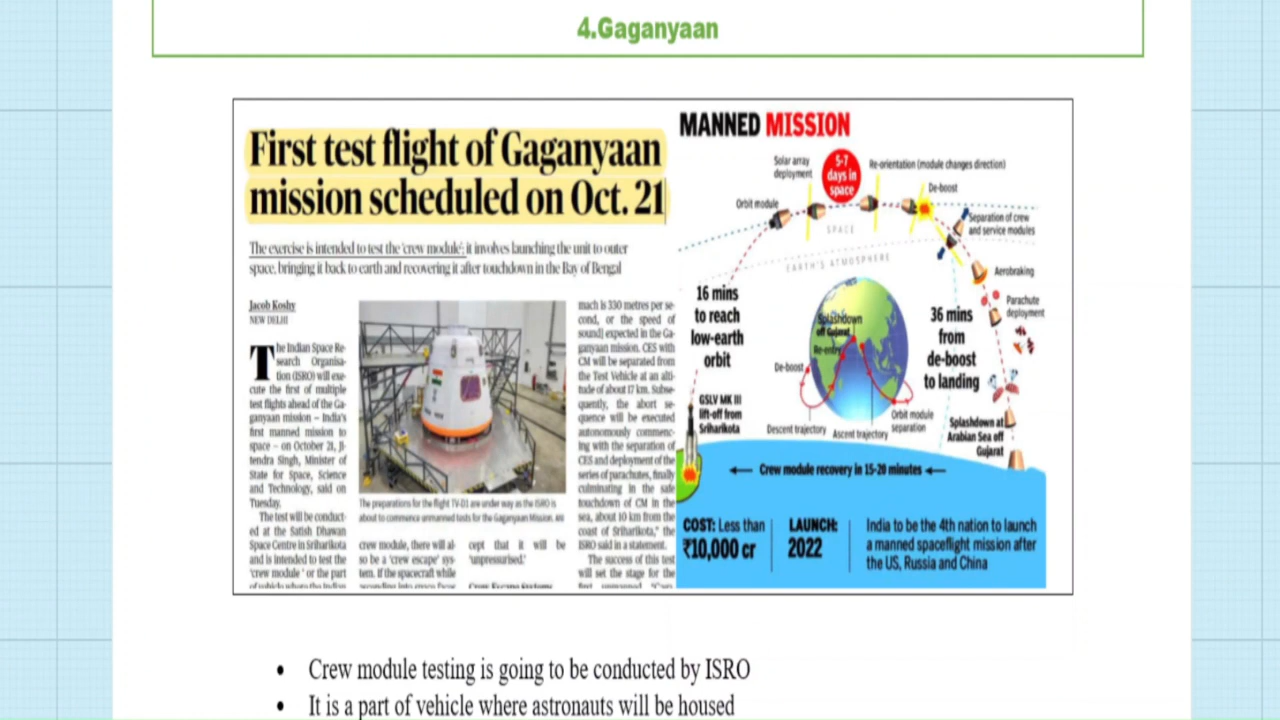 4.Gaganyaan
First test flight of Gaganyaan
mission scheduled on Oct. 21
The exercise is intended to test the 'crew module'; it involves launching the unit to outer
space, bringing it back to earth and recovering it after touchdown in the Bay of Bengal
Jacob Koshy
NEW DELHI
The Indian Space Re-
search Organisa-
tion (ISRO) will exe-
cute the first of multiple
test flights ahead of the Ga-
ganyaan mission – India's
first manned mission to
space – on October 21, Ji-
tendra Singh, Minister of
State for Space, Science
and Technology, said on
Tuesday.
The test will be conduct-
ed at the Satish Dhawan
Space Centre in Sriharikota
and is intended to test the
'crew module' or the part
of vehicle where the Indian
The preparations for the flight TV-D1 are under way as the ISRO is
about to commence unmanned tests for the Gaganyaan Mission.
crew module, there will al-
so be a 'crew escape' sys-
tem. If the spacecraft while
cept that it will be
'unpressurised.'
mach is 330 metres per se-
cond, or the speed of
sound) expected in the Ga-
ganyaan mission. CES with
CM will be separated from
the Test Vehicle at an alti-
tude of about 17 km. Subse-
quently, the abort se-
quence will be executed
autonomously commenc-
ing with the separation of
CES and deployment of the
series of parachutes, finally
culminating in the safe
touchdown of CM in the
sea, about 10 km from the
coast of Sriharikota," the
ISRO said in a statement.
The success of this test
will set the stage for the
first unmanned
MANNED MISSION
Solar array
deployment
5-7
days in
space
Re-orientation (module changes direction)
De-boost
Orbit module
SPACE
Separation of crew
and service modules
EARTH'S ATMOSPHERE
Aerobraking
Parachute
deployment
16 mins
to reach
low-earth
orbit
Splashdown
off Gujarat
Re-entry
De-boost
36 mins
from
de-boost
to landing
GSLV MK III
lift-off from
Sriharikota
Descent trajectory
Ascent trajectory
Orbit module
separation
Splashdown at
Arabian Sea off
Gujarat
Crew module recovery in 15-20 minutes
COST: Less than
₹10,000 cr
LAUNCH:
2022
India to be the 4th nation to launch
a manned spaceflight mission after
the US, Russia and China
• Crew module testing is going to be conducted by ISRO
• It is a part of vehicle where astronauts will be housed